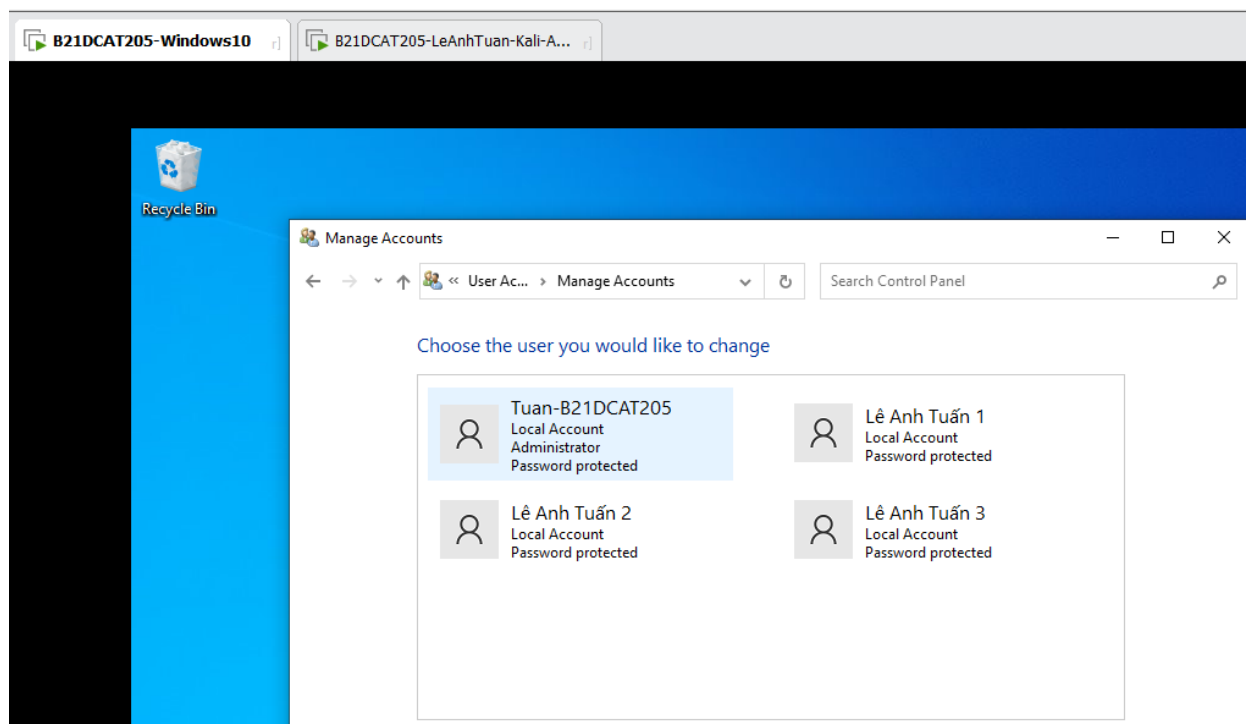 B21DCAT205-Windows10
B21DCAT205-LeAnhTuan-Kali-A...
Recycle Bin
Manage Accounts
« User Ac... › Manage Accounts
Search Control Panel
Choose the user you would like to change
Tuan-B21DCAT205
Local Account
Administrator
Password protected
Lê Anh Tuấn 1
Local Account
Password protected
Lê Anh Tuấn 2
Local Account
Password protected
Lê Anh Tuấn 3
Local Account
Password protected